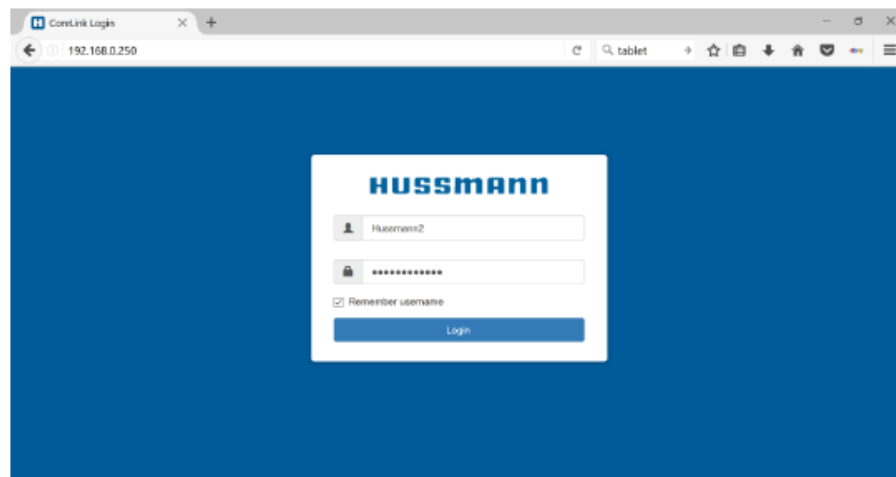 CoreLink Login
192.168.0.250
tablet
HUSSMANN
Hussmann2
••••••••••••
Remember username
Login